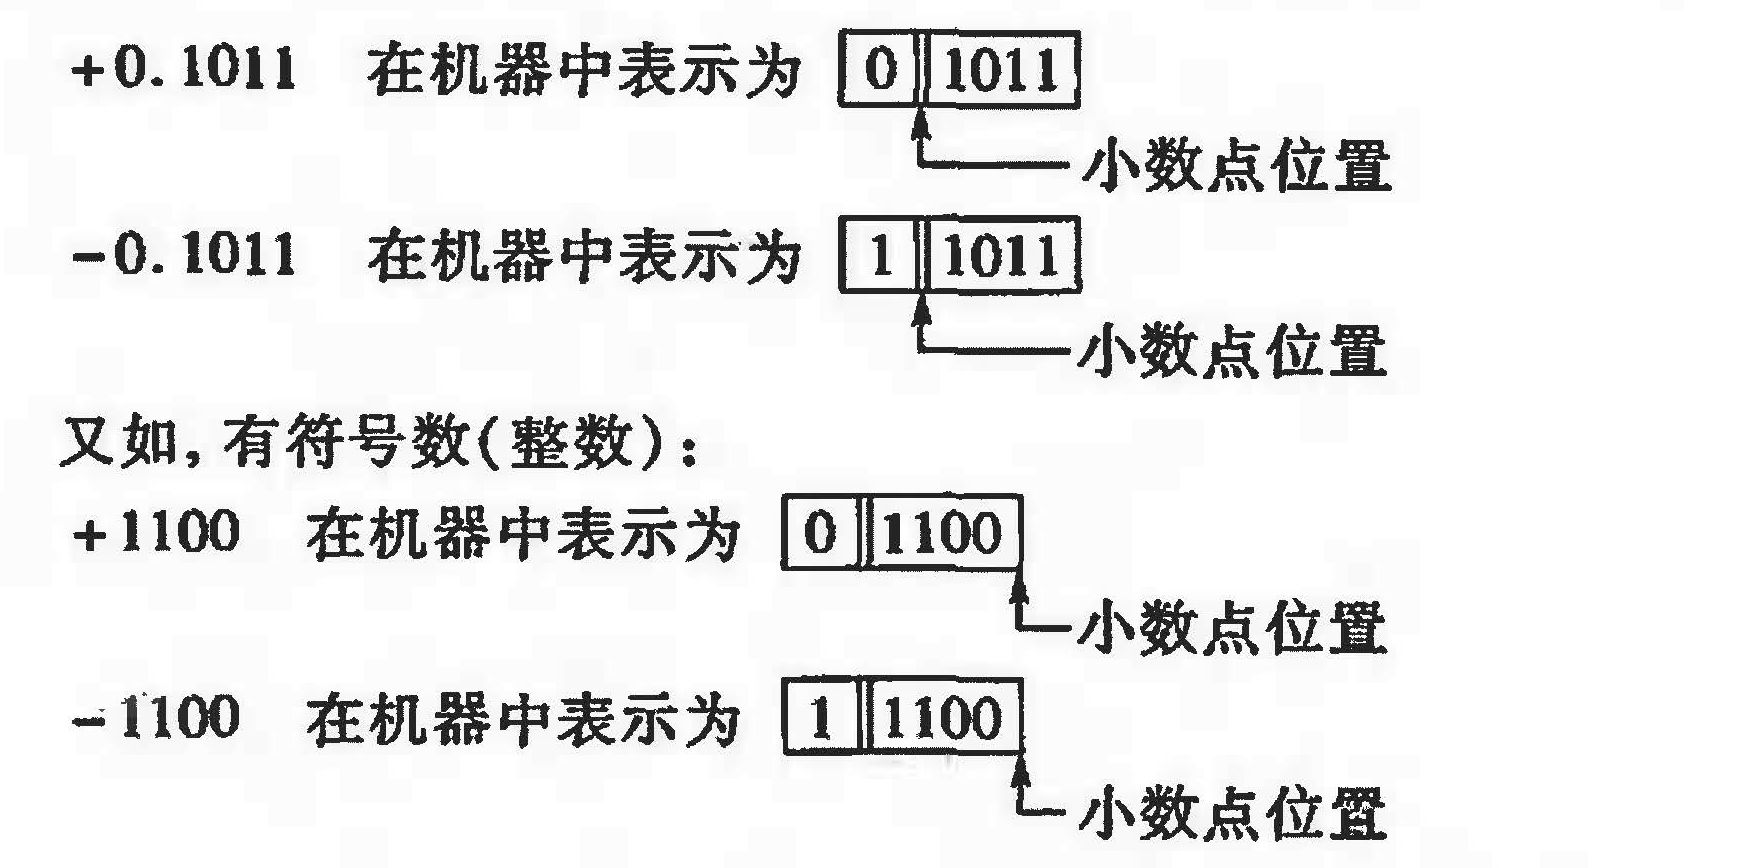 +0.1011 在机器中表示为 0 1011
小数点位置
-0.1011 在机器中表示为 1 1011
小数点位置
又如,有符号数(整数):
+1100 在机器中表示为 0 1100
小数点位置
-1100 在机器中表示为 1 1100
小数点位置